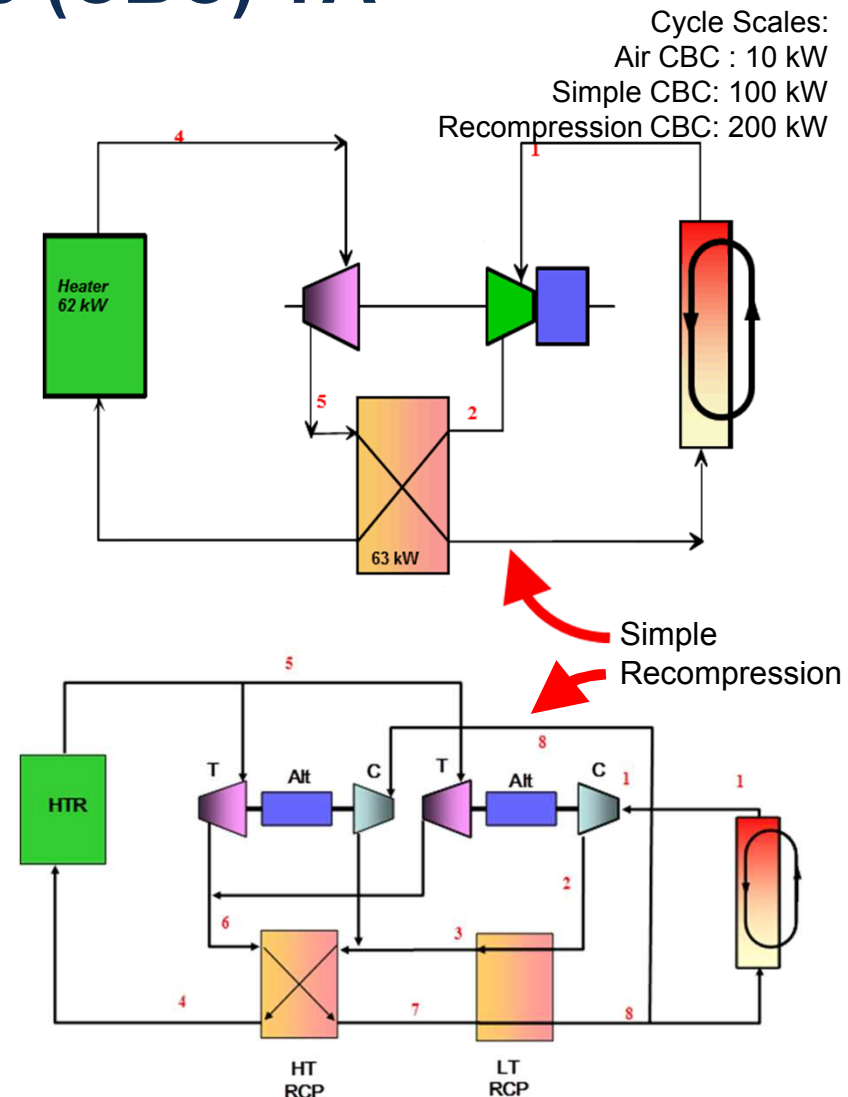 Cycle Scales:
Air CBC : 10 kW
Simple CBC: 100 kW
Recompression CBC: 200 kW
4
1
Heater
62 kW
5
2
63 kW
Simple
Recompression
5
8
T
Alt
C
T
Alt
C
1
1
HTR
2
6
3
4
7
8
HT
RCP
LT
RCP